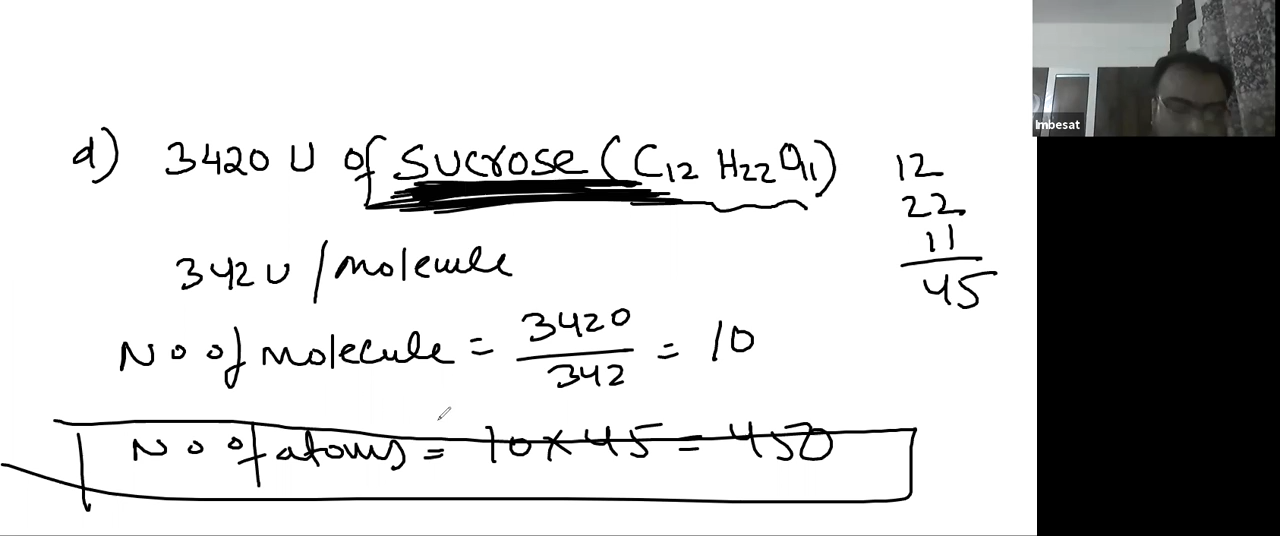 d) 3420 U of Sucrose (C12 H22 O11)
12
22
11
45
342 U / molecule
No of molecule = 3420 / 342 = 10
No of atoms = 10 x 45 = 450
Imbesat